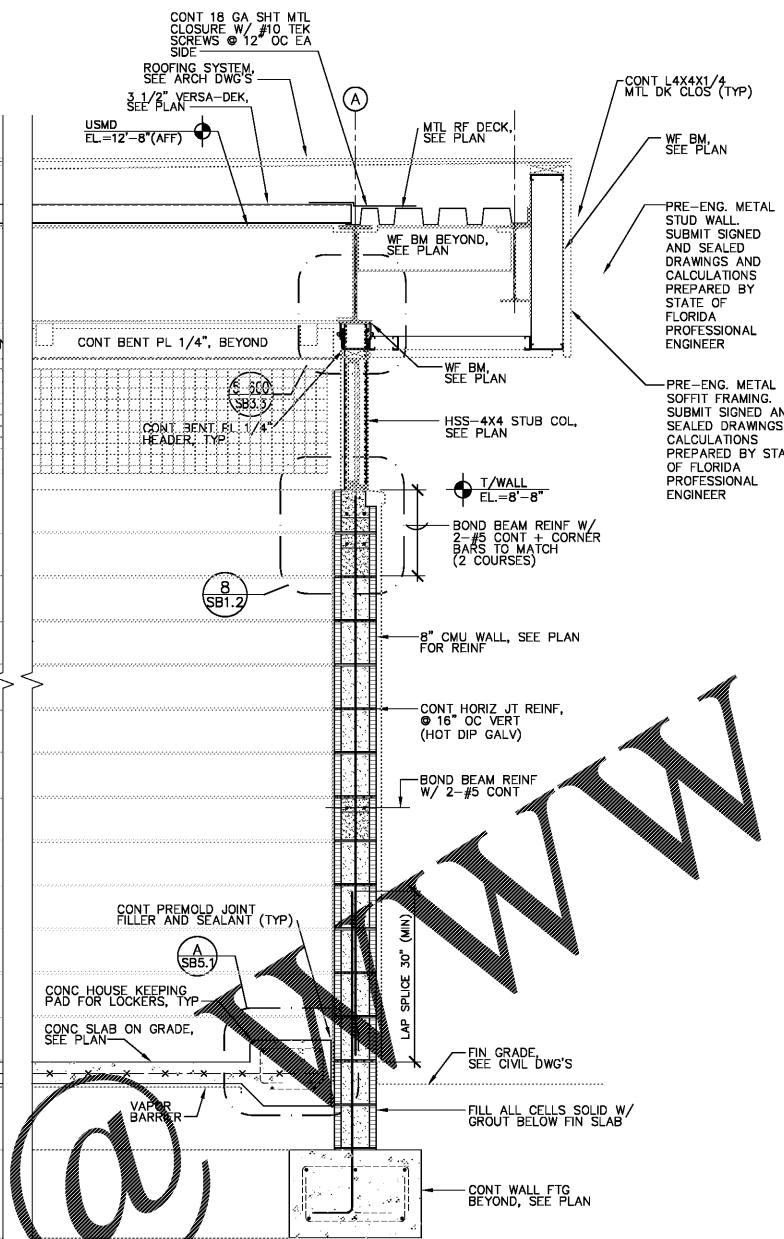 CONT 18 GA SHT MTL
CLOSURE W/ #10 TEK
SCREWS @ 12" OC EA
SIDE
ROOFING SYSTEM,
SEE ARCH DWG'S
3 1/2" VERSA-DEK,
SEE PLAN
USMD
EL.=12'-8"(AFF)
A
MTL RF DECK,
SEE PLAN
CONT L4X4X1/4
MTL DK CLOS (TYP)
WF BM,
SEE PLAN
PRE-ENG. METAL
STUD WALL.
SUBMIT SIGNED
AND SEALED
DRAWINGS AND
CALCULATIONS
PREPARED BY
STATE OF
FLORIDA
PROFESSIONAL
ENGINEER
WF BM BEYOND,
SEE PLAN
CONT BENT PL 1/4", BEYOND
WF BM,
SEE PLAN
SB3.3
CONT BENT PL 1/4"
HEADER, TYP
HSS-4X4 STUB COL,
SEE PLAN
PRE-ENG. METAL
SOFFIT FRAMING.
SUBMIT SIGNED AN
SEALED DRAWINGS
CALCULATIONS
PREPARED BY STA
OF FLORIDA
PROFESSIONAL
ENGINEER
T/WALL
EL.=8'-8"
BOND BEAM REINF W/
2-#5 CONT + CORNER
BARS TO MATCH
(2 COURSES)
8
SB1.2
8" CMU WALL, SEE PLAN
FOR REINF
CONT HORIZ JT REINF,
@ 16" OC VERT
(HOT DIP GALV)
BOND BEAM REINF
W/ 2-#5 CONT
CONT PREMOLD JOINT
FILLER AND SEALANT (TYP)
A
SB5.1
LAP SPLICE 30" (MIN)
CONC HOUSE KEEPING
PAD FOR LOCKERS, TYP
CONC SLAB ON GRADE,
SEE PLAN
FIN GRADE,
SEE CIVIL DWG'S
VAPOR
BARRIER
FILL ALL CELLS SOLID W/
GROUT BELOW FIN SLAB
CONT WALL FTG
BEYOND, SEE PLAN
@WWW